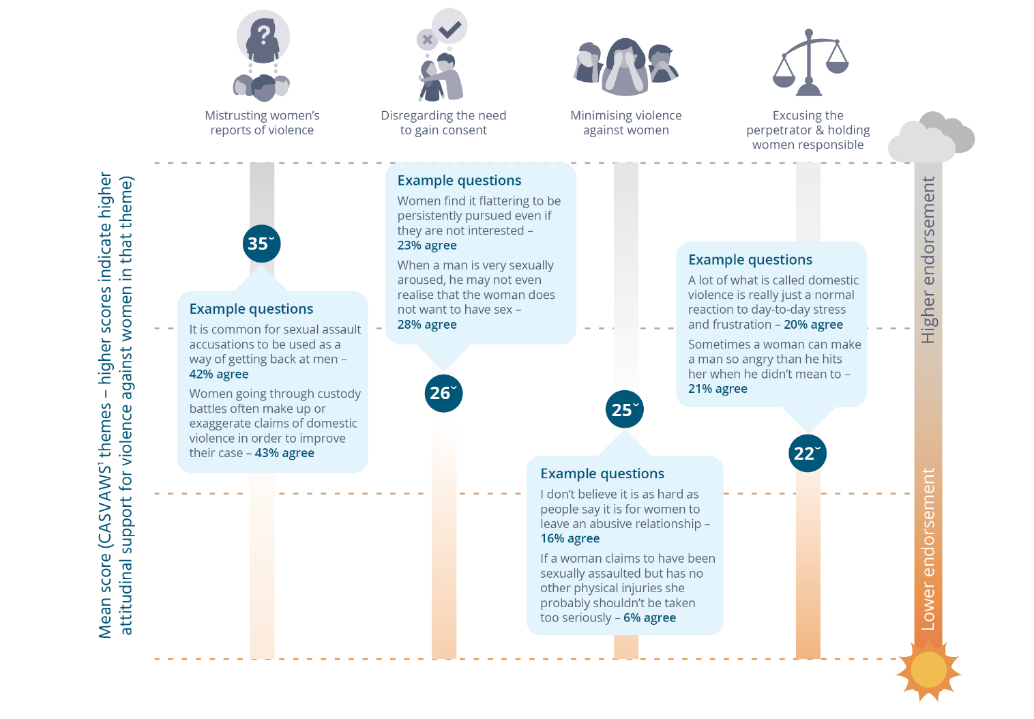 Mistrusting women's
reports of violence
Disregarding the need
to gain consent
Minimising violence
against women
Excusing the
perpetrator & holding
women responsible
Mean score (CASVAWS¹ themes – higher scores indicate higher
attitudinal support for violence against women in that theme)
35˘
Example questions
It is common for sexual assault
accusations to be used as a
way of getting back at men –
42% agree
Women going through custody
battles often make up or
exaggerate claims of domestic
violence in order to improve
their case – 43% agree
Example questions
Women find it flattering to be
persistently pursued even if
they are not interested –
23% agree
When a man is very sexually
aroused, he may not even
realise that the woman does
not want to have sex –
28% agree
26˘
25˘
Example questions
I don't believe it is as hard as
people say it is for women to
leave an abusive relationship –
16% agree
If a woman claims to have been
sexually assaulted but has no
other physical injuries she
probably shouldn't be taken
too seriously – 6% agree
Example questions
A lot of what is called domestic
violence is really just a normal
reaction to day-to-day stress
and frustration – 20% agree
Sometimes a woman can make
a man so angry than he hits
her when he didn't mean to –
21% agree
22˘
Higher endorsement
Lower endorsement
?